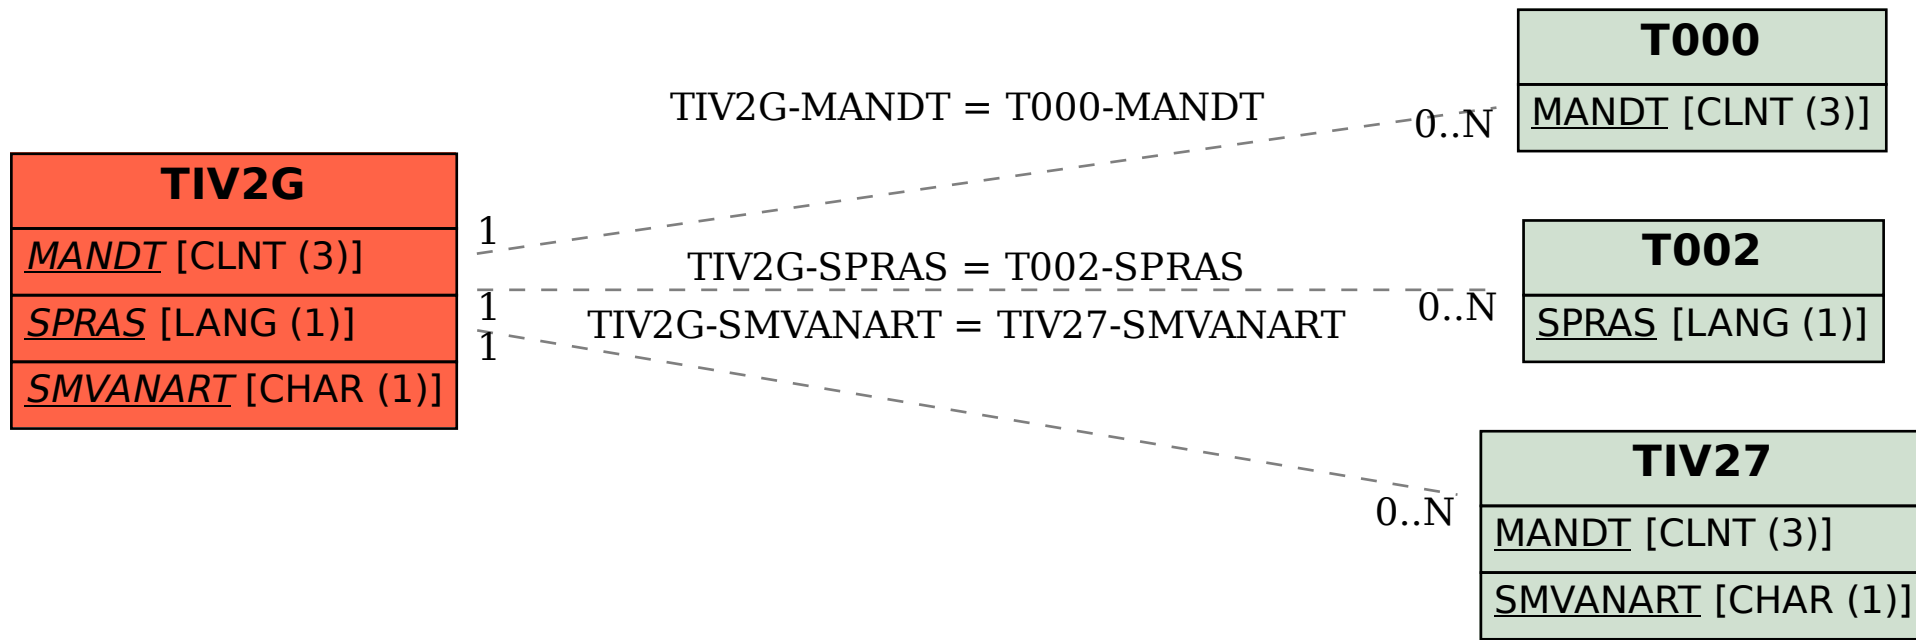 TIV2G
MANDT [CLNT (3)]
SPRAS [LANG (1)]
SMVANART [CHAR (1)]
TIV2G-MANDT = T000-MANDT
1
0..N
TIV2G-SPRAS = T002-SPRAS
1
0..N
TIV2G-SMVANART = TIV27-SMVANART
1
0..N
T000
MANDT [CLNT (3)]
T002
SPRAS [LANG (1)]
TIV27
MANDT [CLNT (3)]
SMVANART [CHAR (1)]